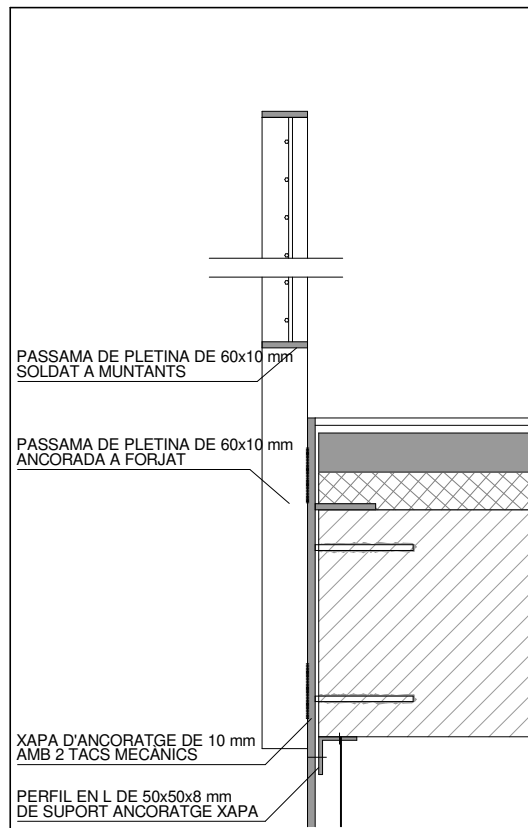 PASSAMA DE PLETINA DE 60x10 mm
SOLDAT A MUNTANTS
PASSAMA DE PLETINA DE 60x10 mm
ANCORADA A FORJAT
XAPA D'ANCORATGE DE 10 mm
AMB 2 TACS MECÀNICS
PERFIL EN L DE 50x50x8 mm
DE SUPORT ANCORATGE XAPA